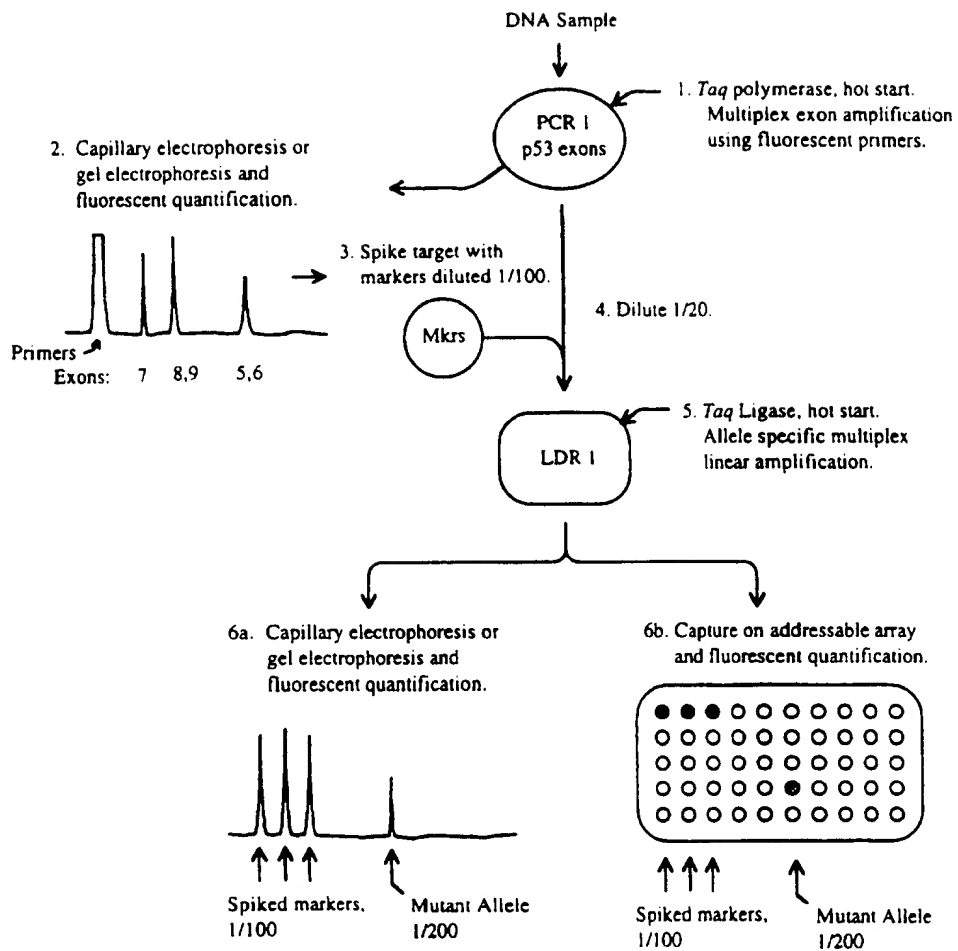 DNA Sample
1. Taq polymerase, hot start.
Multiplex exon amplification
using fluorescent primers.
PCR 1
p53 exons
2. Capillary electrophoresis or
gel electrophoresis and
fluorescent quantification.
3. Spike target with
markers diluted 1/100.
4. Dilute 1/20.
Mkrs
Primers
Exons: 7 8,9 5,6
5. Taq Ligase, hot start.
Allele specific multiplex
linear amplification.
LDR 1
6a. Capillary electrophoresis or
gel electrophoresis and
fluorescent quantification.
6b. Capture on addressable array
and fluorescent quantification.
Spiked markers,
1/100
Mutant Allele
1/200
Spiked markers,
1/100
Mutant Allele
1/200